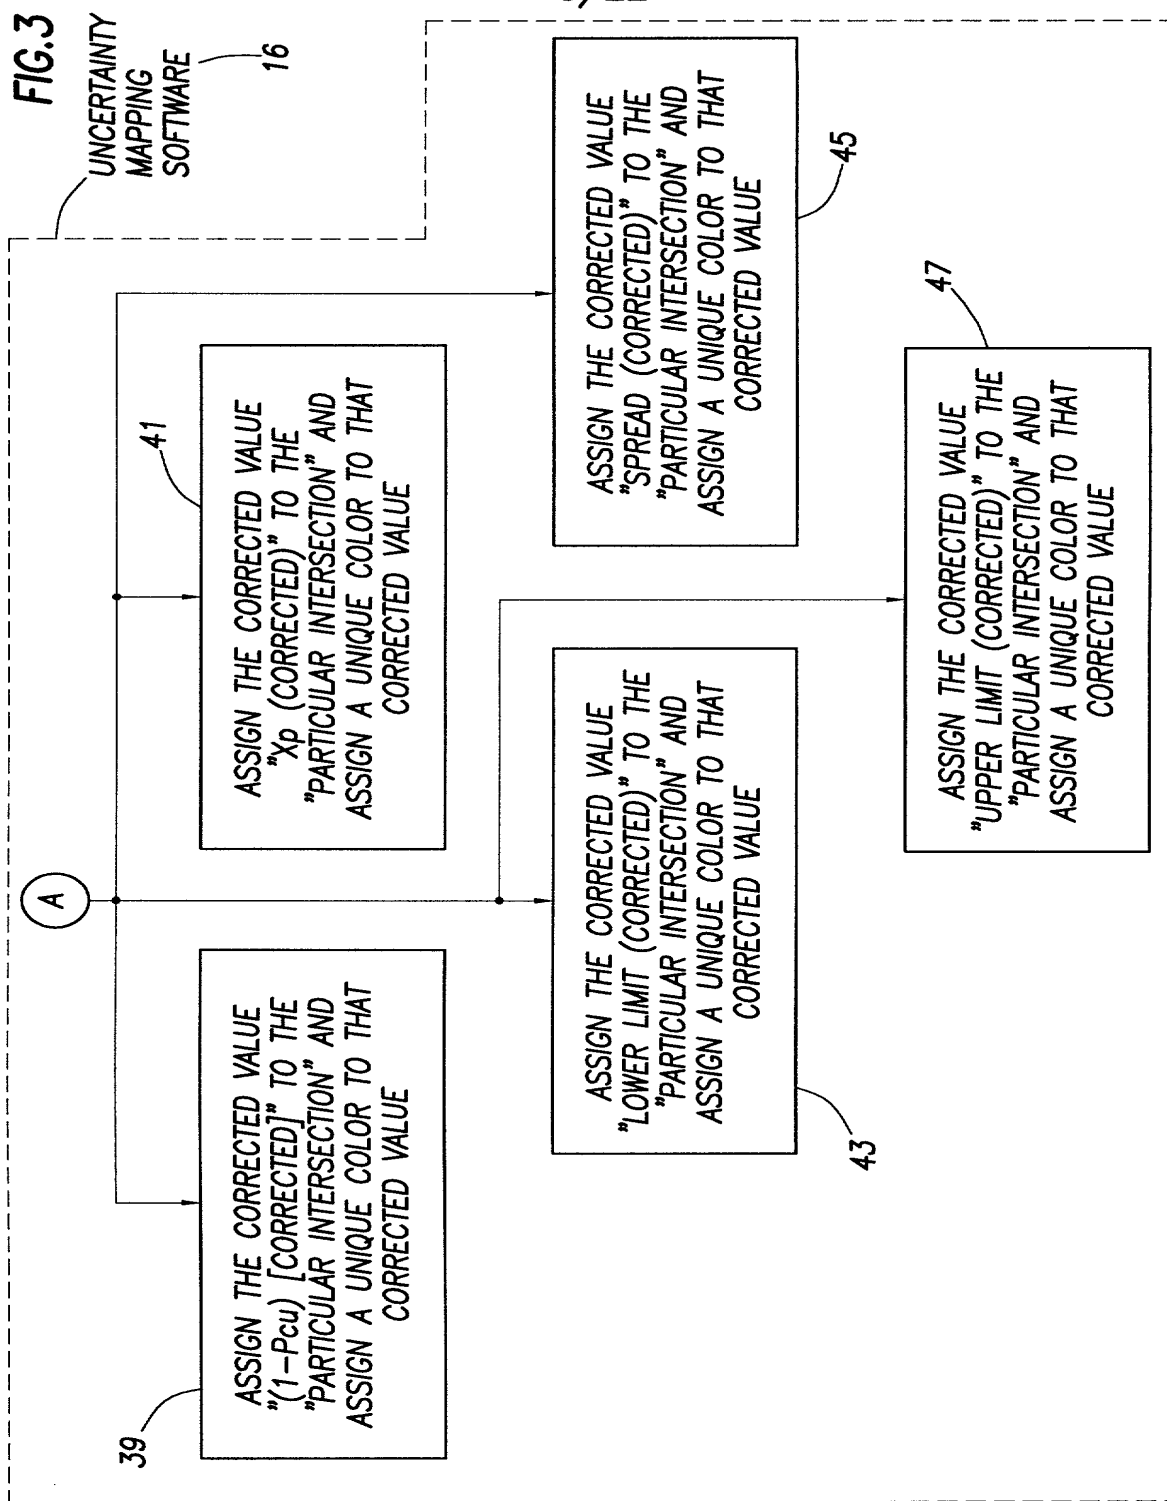 FIG.3
UNCERTAINTY
MAPPING
SOFTWARE
16
A
39
ASSIGN THE CORRECTED VALUE
"(1-Pcu) [CORRECTED]" TO THE
"PARTICULAR INTERSECTION" AND
ASSIGN A UNIQUE COLOR TO THAT
CORRECTED VALUE
41
ASSIGN THE CORRECTED VALUE
"Xp (CORRECTED)" TO THE
"PARTICULAR INTERSECTION" AND
ASSIGN A UNIQUE COLOR TO THAT
CORRECTED VALUE
43
ASSIGN THE CORRECTED VALUE
"LOWER LIMIT (CORRECTED)" TO THE
"PARTICULAR INTERSECTION" AND
ASSIGN A UNIQUE COLOR TO THAT
CORRECTED VALUE
45
ASSIGN THE CORRECTED VALUE
"SPREAD (CORRECTED)" TO THE
"PARTICULAR INTERSECTION" AND
ASSIGN A UNIQUE COLOR TO THAT
CORRECTED VALUE
47
ASSIGN THE CORRECTED VALUE
"UPPER LIMIT (CORRECTED)" TO THE
"PARTICULAR INTERSECTION" AND
ASSIGN A UNIQUE COLOR TO THAT
CORRECTED VALUE